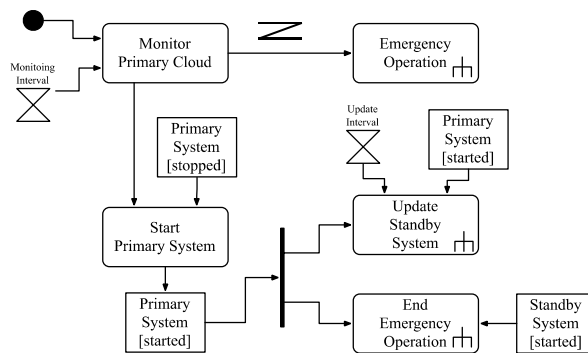 Monitor
Primary Cloud
Emergency
Operation
Monitoing
Interval
Primary
System
[stopped]
Update
Interval
Primary
System
[started]
Start
Primary System
Update
Standby
System
Primary
System
[started]
End
Emergency
Operation
Standby
System
[started]